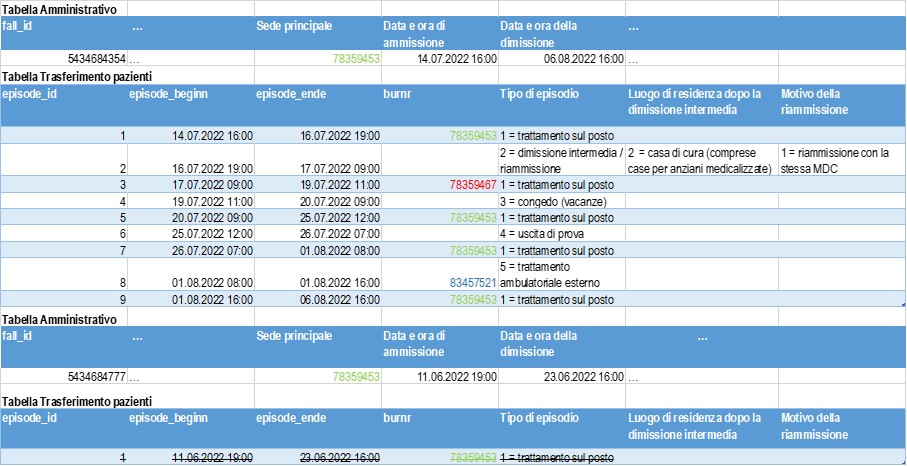 Tabella Amministrativo
fall_id … Sede principale Data e ora di ammissione Data e ora della dimissione …
5434684354 … 78359453 14.07.2022 16:00 06.08.2022 16:00 …
Tabella Trasferimento pazienti
episode_id episode_beginn episode_ende burnr Tipo di episodio Luogo di residenza dopo la dimissione intermedia Motivo della riammissione
1 14.07.2022 16:00 16.07.2022 19:00 78359453 1 = trattamento sul posto
2 16.07.2022 19:00 17.07.2022 09:00 2 = dimissione intermedia / riammissione 2 = casa di cura (comprese case per anziani medicalizzate) 1 = riammissione con la stessa MDC
3 17.07.2022 09:00 19.07.2022 11:00 78359467 1 = trattamento sul posto
4 19.07.2022 11:00 20.07.2022 09:00 3 = congedo (vacanze)
5 20.07.2022 09:00 25.07.2022 12:00 78359453 1 = trattamento sul posto
6 25.07.2022 12:00 26.07.2022 07:00 4 = uscita di prova
7 26.07.2022 07:00 01.08.2022 08:00 78359453 1 = trattamento sul posto
8 01.08.2022 08:00 01.08.2022 16:00 83457521 5 = trattamento ambulatoriale esterno
9 01.08.2022 16:00 06.08.2022 16:00 78359453 1 = trattamento sul posto
Tabella Amministrativo
fall_id … Sede principale Data e ora di ammissione Data e ora della dimissione …
5434684777 … 78359453 11.06.2022 19:00 23.06.2022 16:00 …
Tabella Trasferimento pazienti
episode_id episode_beginn episode_ende burnr Tipo di episodio Luogo di residenza dopo la dimissione intermedia Motivo della riammissione
1 11.06.2022 19:00 23.06.2022 16:00 78359453 1 = trattamento sul posto